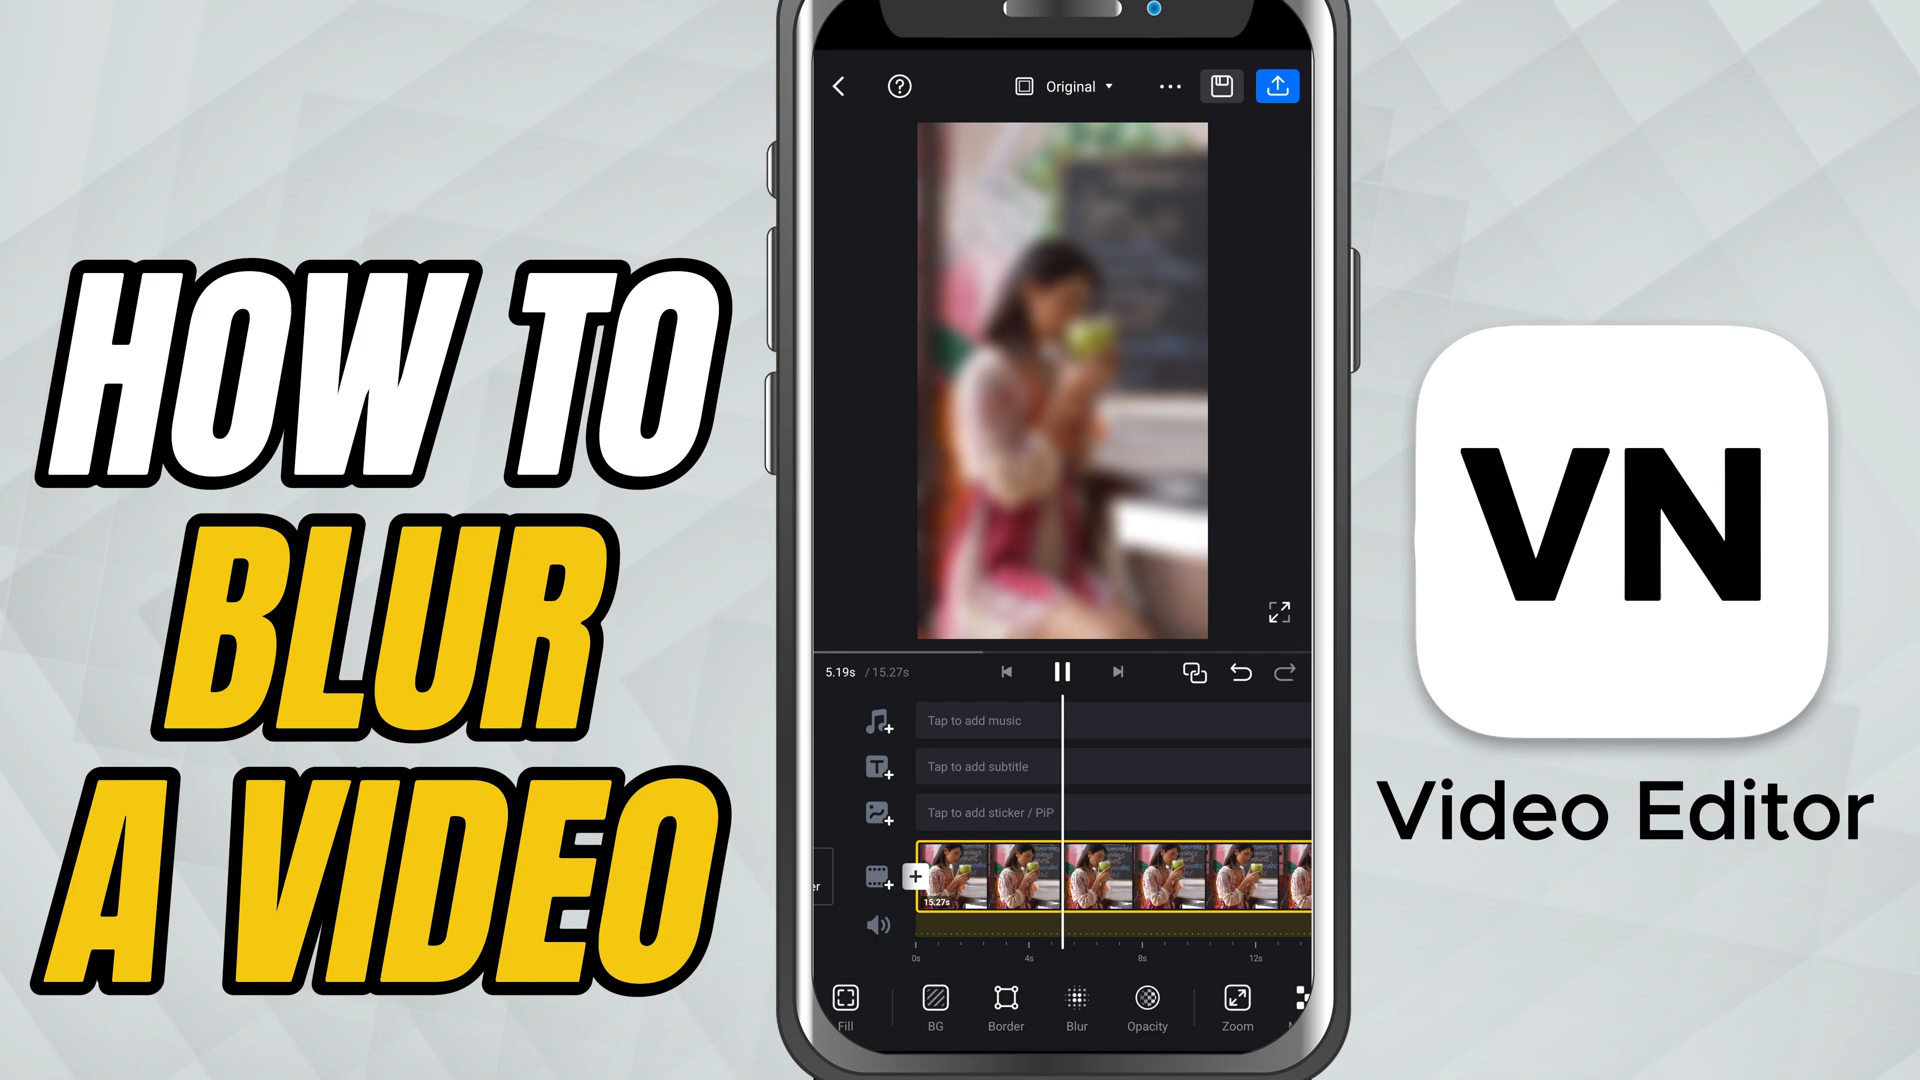 HOW TO
BLUR
A VIDEO
Original
5.19s / 15.27s
Tap to add music
Tap to add subtitle
Tap to add sticker / PiP
er
15.27s
0s 4s 8s 12s
Fill BG Border Blur Opacity Zoom
VN
Video Editor